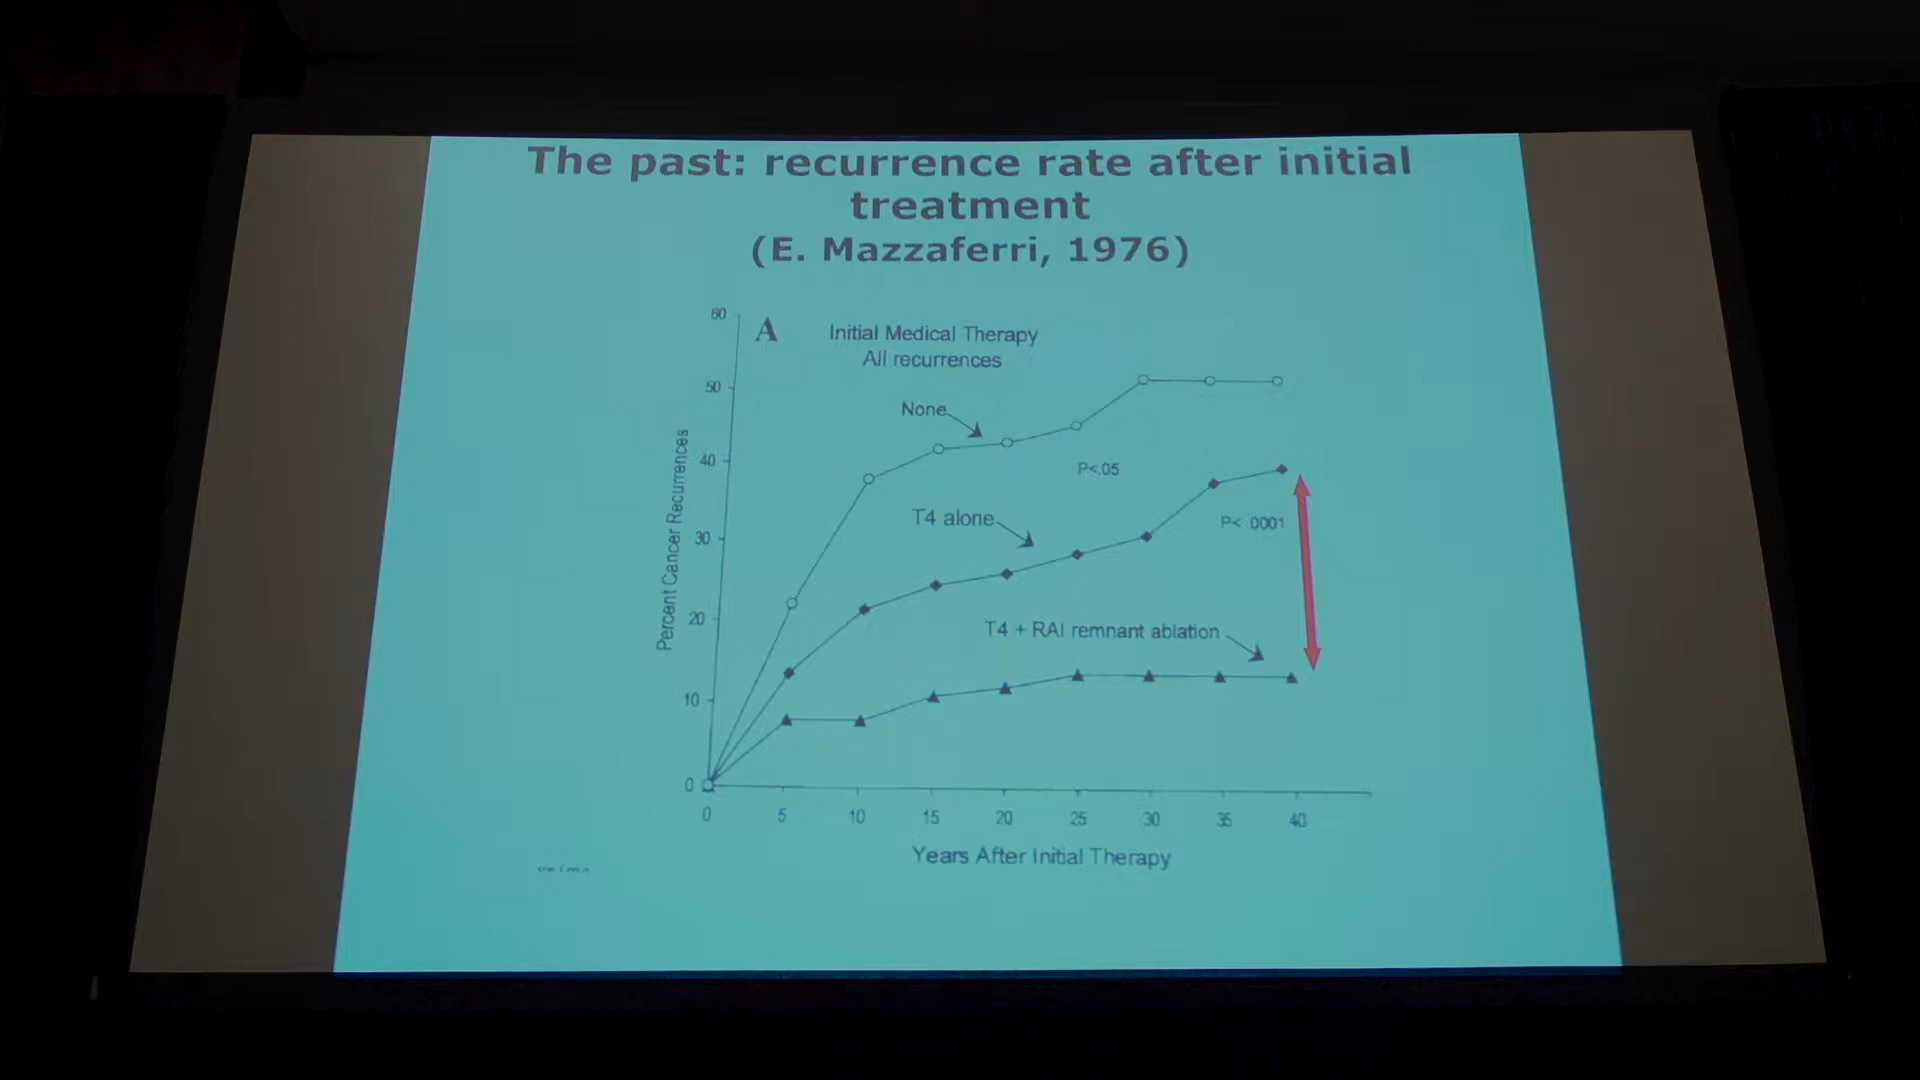 The past: recurrence rate after initial
treatment
(E. Mazzaferri, 1976)
60
A
Initial Medical Therapy
All recurrences
50
None
40
P<.05
T4 alone
P< .0001
30
Percent Cancer Recurrences
20
T4 + RAI remnant ablation
10
0
0 5 10 15 20 25 30 35 40
Years After Initial Therapy